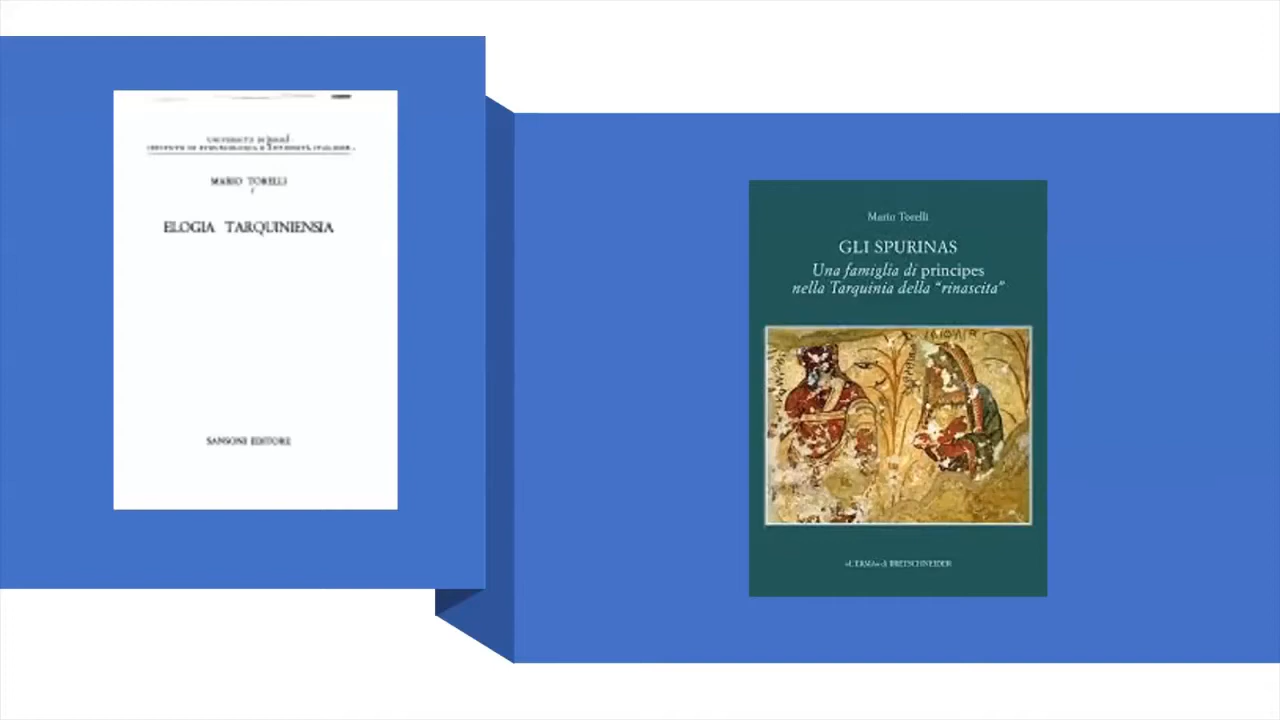 MARIO TORELLI
ELOGIA TARQUINIENSIA
SANSONI EDITORE
Mario Torelli
GLI SPURINAS
Una famiglia di principes
nella Tarquinia della “rinascita”
«L'ERMA» di BRETSCHNEIDER